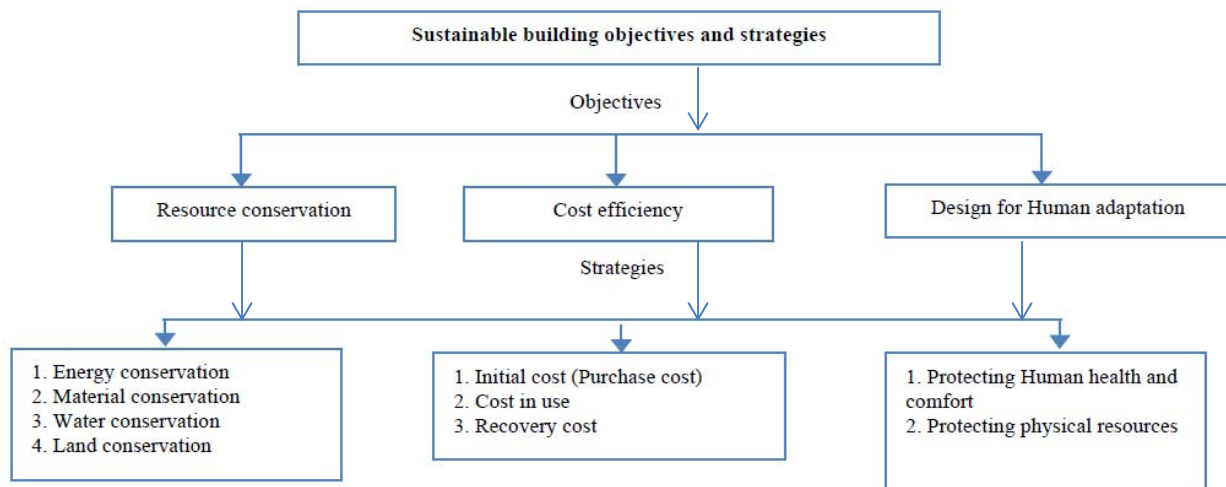 Sustainable building objectives and strategies
Objectives
Resource conservation
Cost efficiency
Design for Human adaptation
Strategies
1. Energy conservation
2. Material conservation
3. Water conservation
4. Land conservation
1. Initial cost (Purchase cost)
2. Cost in use
3. Recovery cost
1. Protecting Human health and
comfort
2. Protecting physical resources